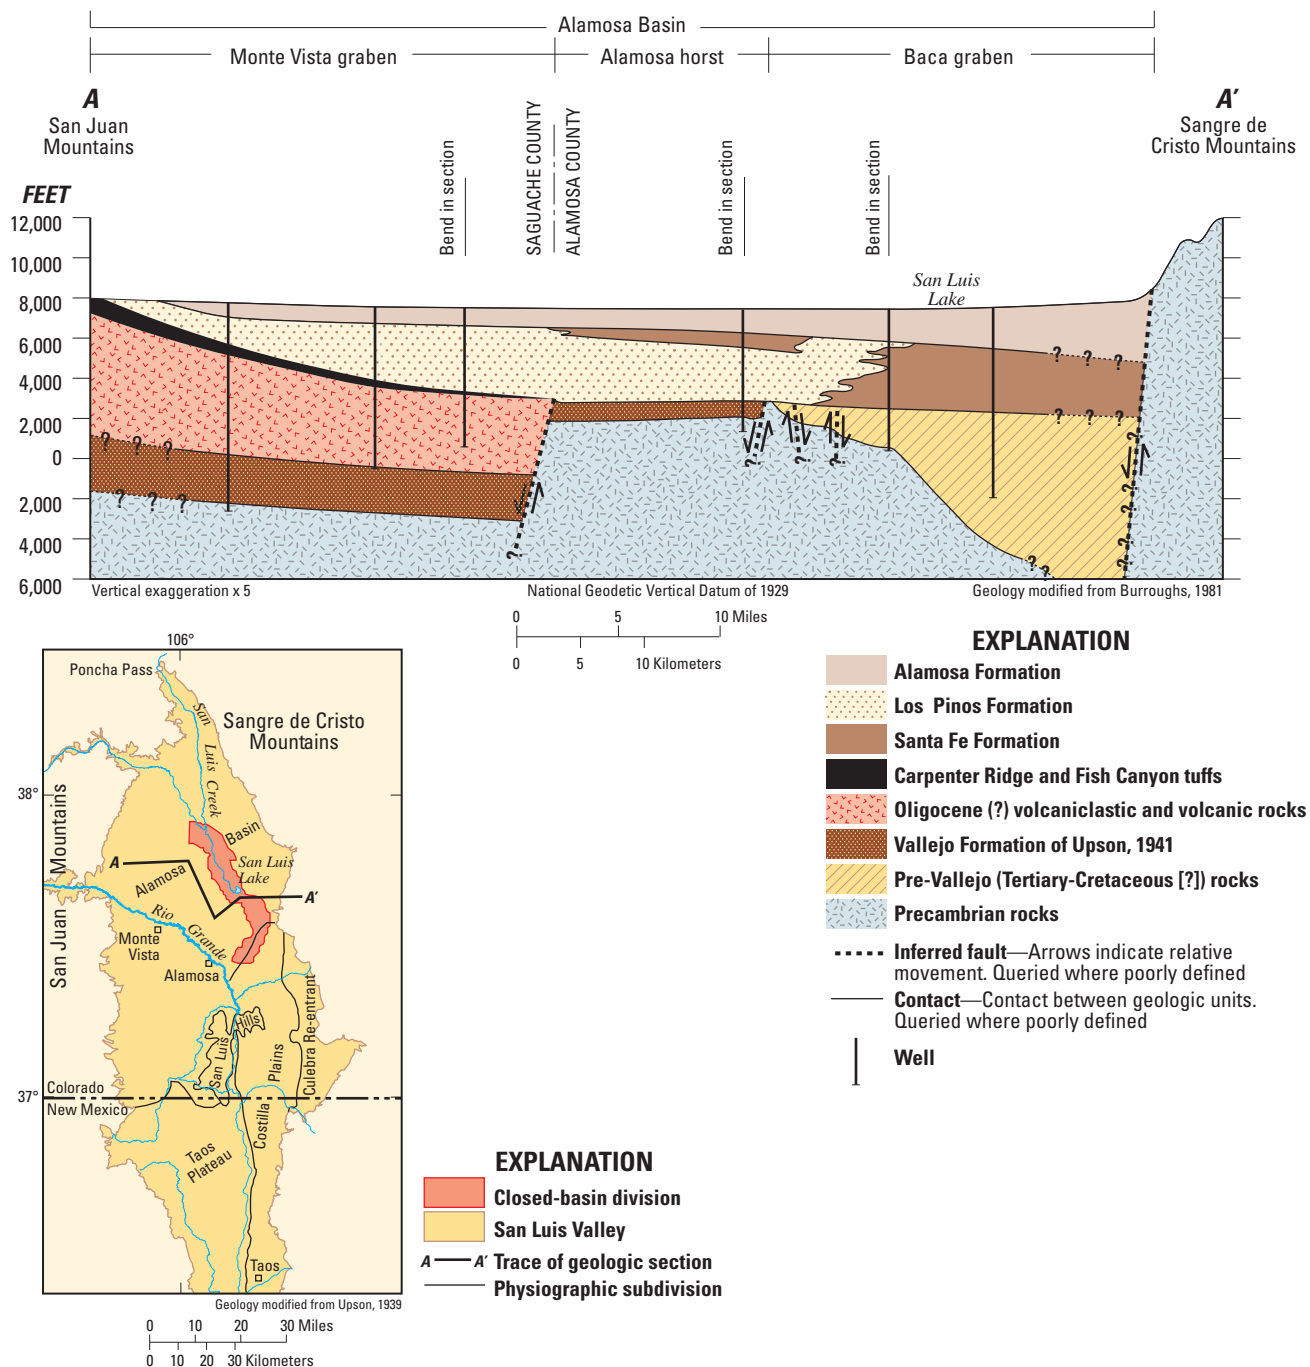 Alamosa Basin
Monte Vista graben
Alamosa horst
Baca graben
A
San Juan
Mountains
A′
Sangre de
Cristo Mountains
Bend in section
SAGUACHE COUNTY
ALAMOSA COUNTY
Bend in section
Bend in section
FEET
12,000
10,000
8,000
6,000
4,000
2,000
0
2,000
4,000
6,000
San Luis
Lake
? ? ?
? ? ?
? ? ?
? ? ?
?
?
?
?
? ?
?
?
?
?
?
Vertical exaggeration x 5
National Geodetic Vertical Datum of 1929
Geology modified from Burroughs, 1981
0 5 10 Miles
0 5 10 Kilometers
EXPLANATION
Alamosa Formation
Los Pinos Formation
Santa Fe Formation
Carpenter Ridge and Fish Canyon tuffs
Oligocene (?) volcaniclastic and volcanic rocks
Vallejo Formation of Upson, 1941
Pre-Vallejo (Tertiary-Cretaceous [?]) rocks
Precambrian rocks
Inferred fault—Arrows indicate relative
movement. Queried where poorly defined
Contact—Contact between geologic units.
Queried where poorly defined
Well
106°
Poncha Pass
San Luis Creek
Sangre de Cristo
Mountains
38°
San Juan Mountains
Basin
A
Alamosa
San Luis
Lake
A′
Rio Grande
Monte
Vista
Alamosa
Hills
San Luis
Plains
Culebra Re-entrant
Colorado
37°
New Mexico
Costilla
Taos
Plateau
Taos
Geology modified from Upson, 1939
0 10 20 30 Miles
0 10 20 30 Kilometers
EXPLANATION
Closed-basin division
San Luis Valley
A A′ Trace of geologic section
Physiographic subdivision